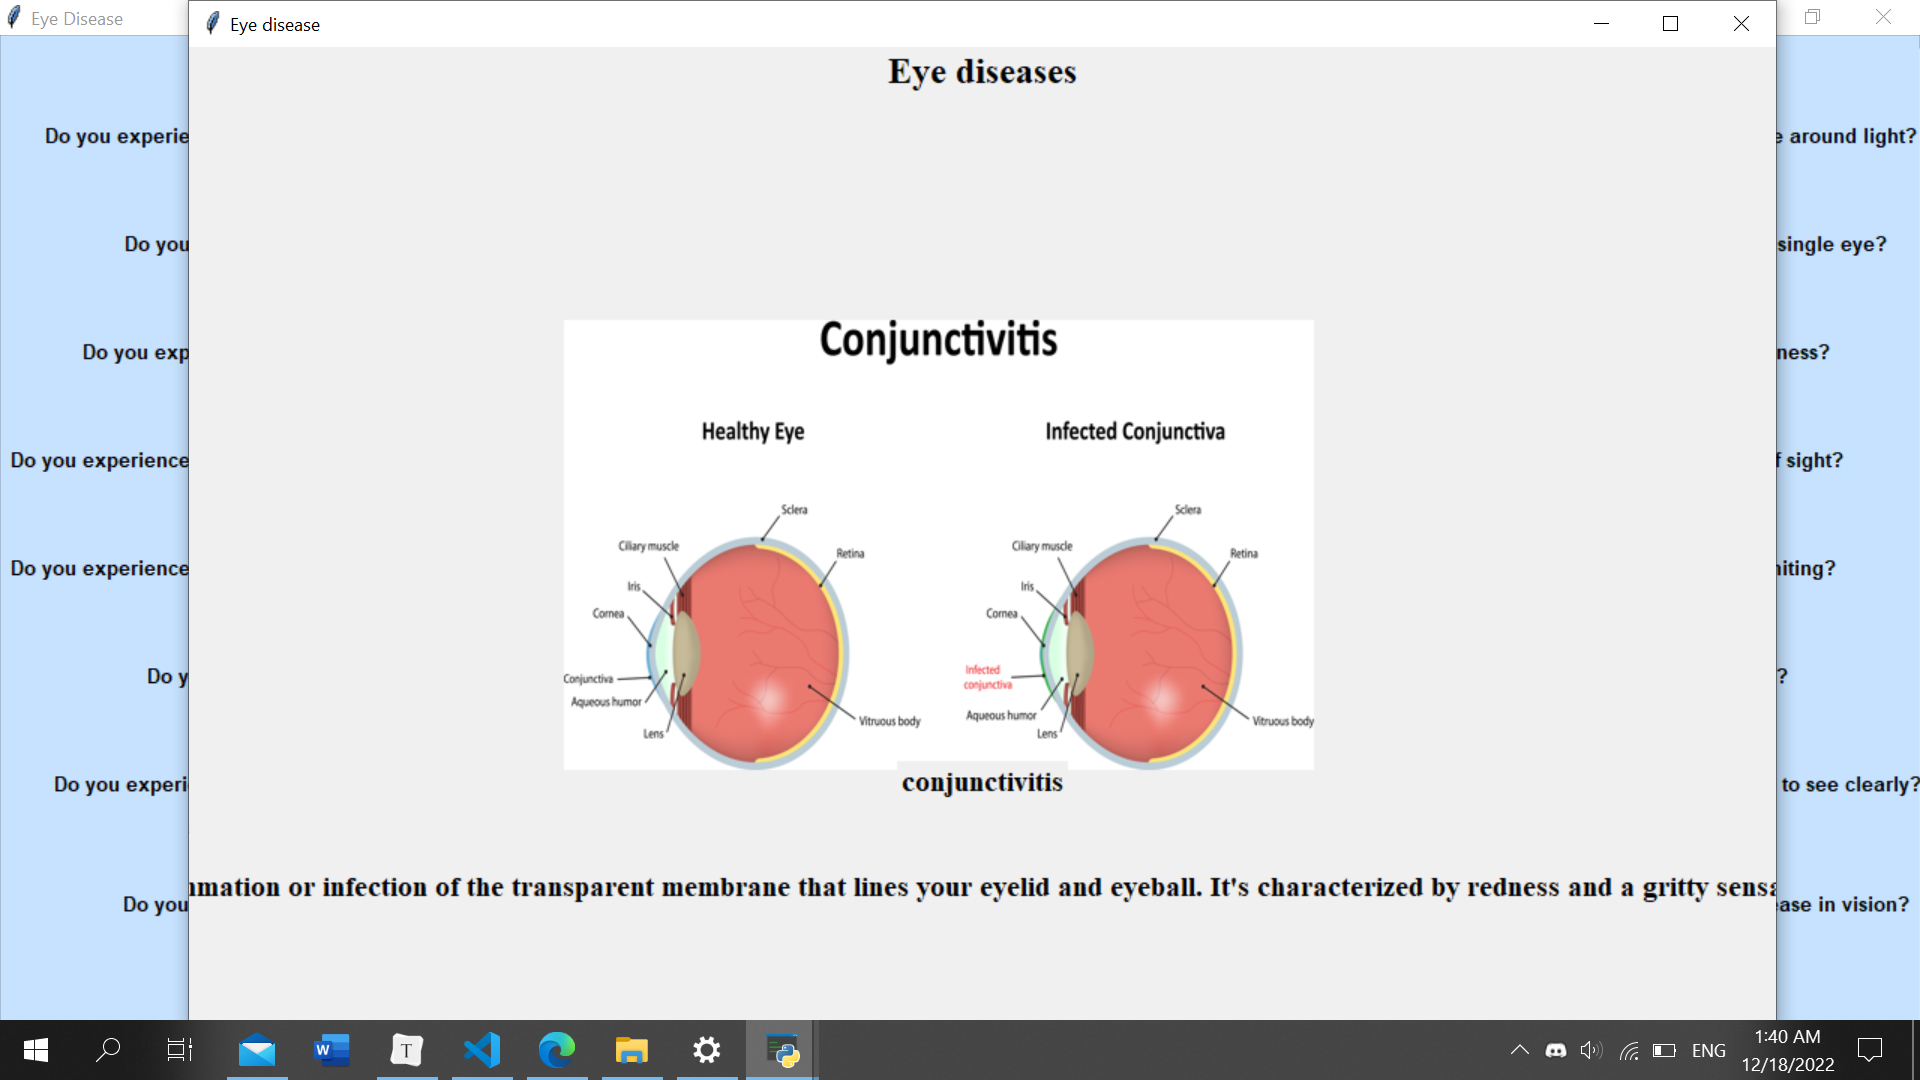 Eye Disease
Eye disease
Eye diseases
Do you experie
e around light?
Do you
single eye?
Do you exp
ness?
Do you experience
f sight?
Do you experience
niting?
Do y
?
Do you experi
to see clearly?
Do you
ease in vision?
Conjunctivitis
Healthy Eye
Infected Conjunctiva
Sclera
Ciliary muscle
Retina
Iris
Cornea
Conjunctiva
Aqueous humor
Lens
Vitruous body
Sclera
Ciliary muscle
Retina
Iris
Cornea
Infected
conjunctiva
Aqueous humor
Lens
Vitruous body
conjunctivitis
mmation or infection of the transparent membrane that lines your eyelid and eyeball. It's characterized by redness and a gritty sensa
W
T
ENG
1:40 AM
12/18/2022